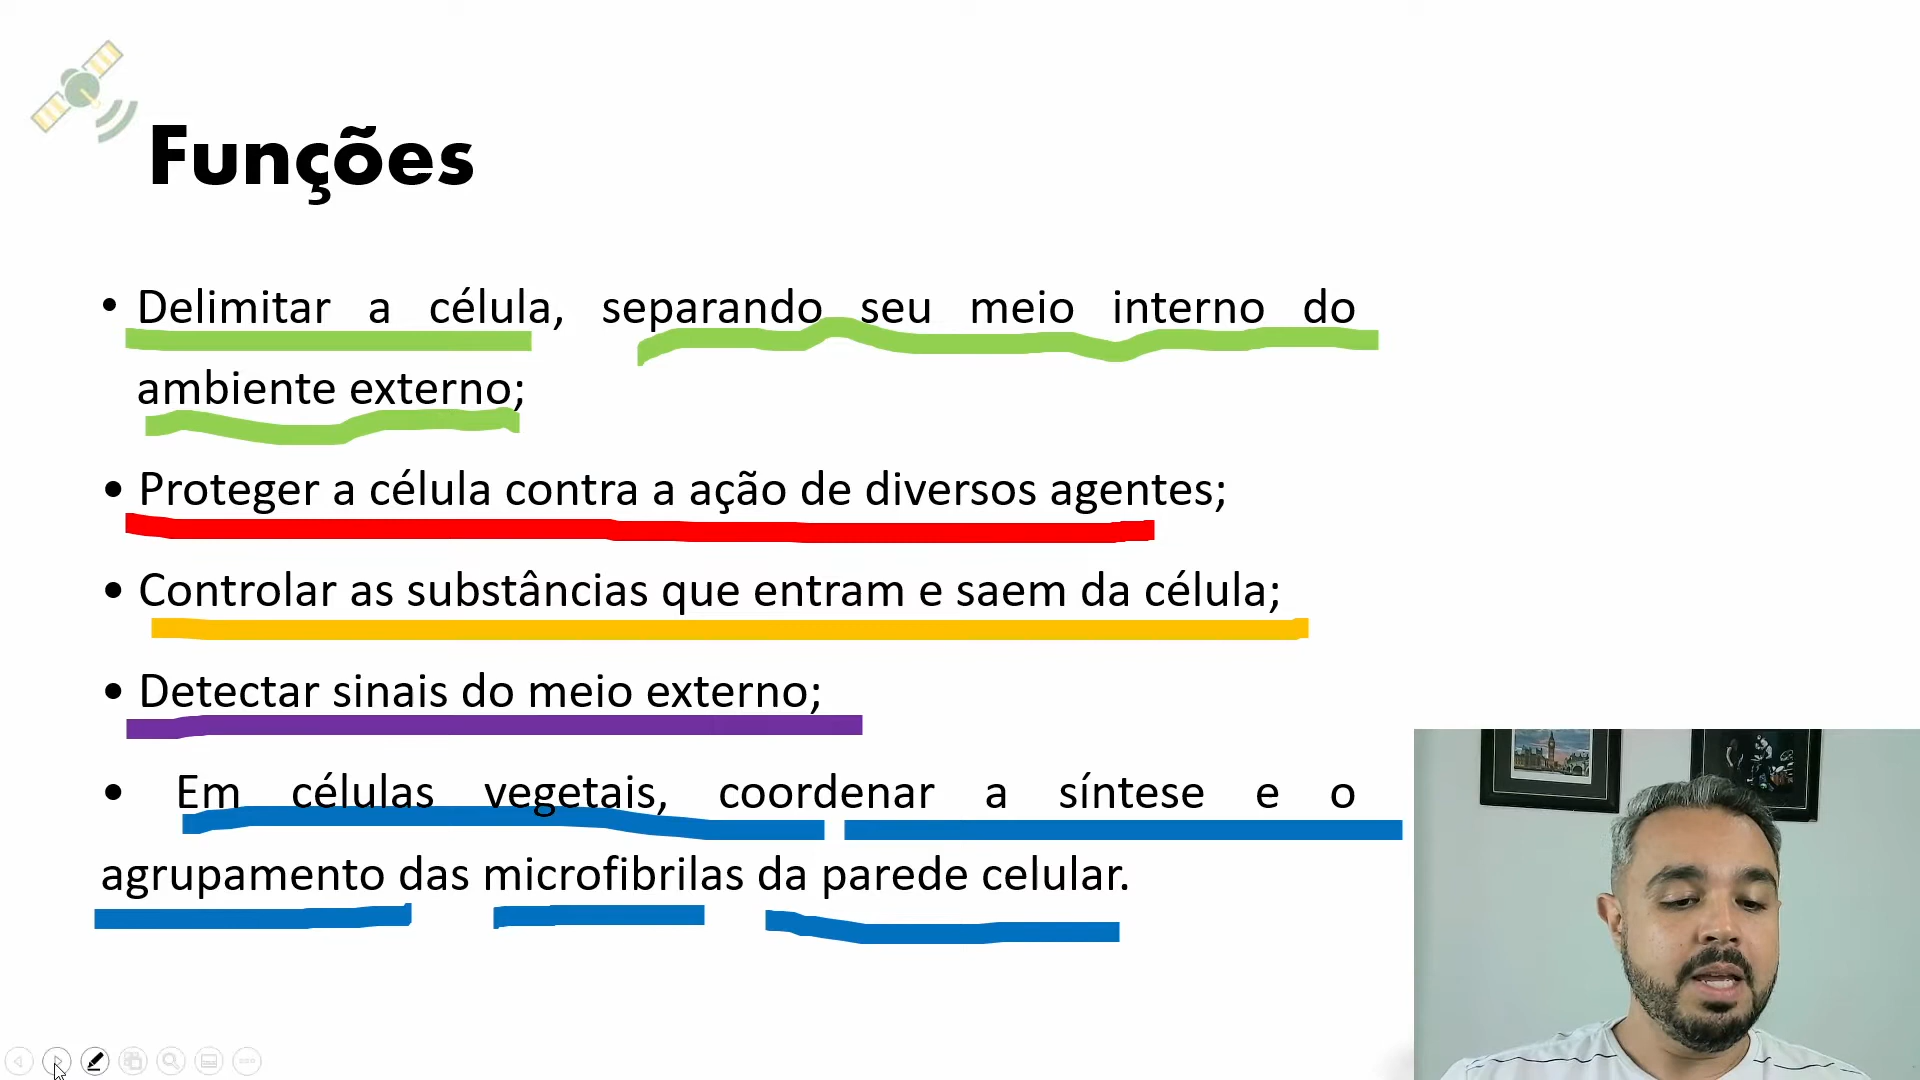 Funções
• Delimitar a célula, separando seu meio interno do
ambiente externo;
• Proteger a célula contra a ação de diversos agentes;
• Controlar as substâncias que entram e saem da célula;
• Detectar sinais do meio externo;
• Em células vegetais, coordenar a síntese e o
agrupamento das microfibrilas da parede celular.